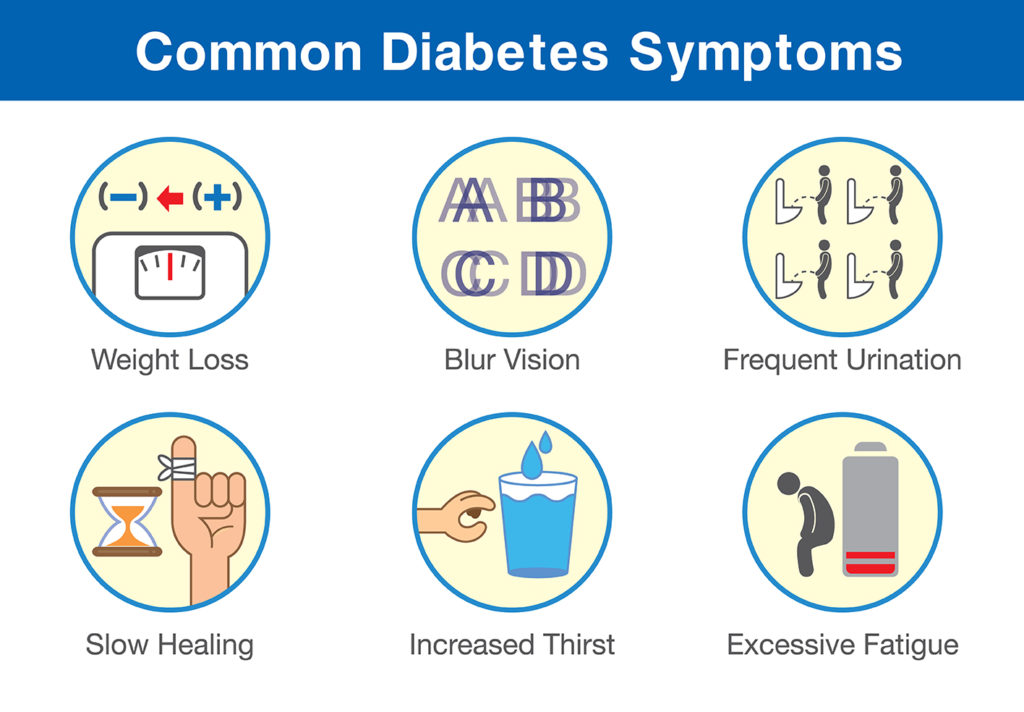 Common Diabetes Symptoms
(−) (+)
A A A B B B
C C C D D D
Weight Loss
Blur Vision
Frequent Urination
Slow Healing
Increased Thirst
Excessive Fatigue